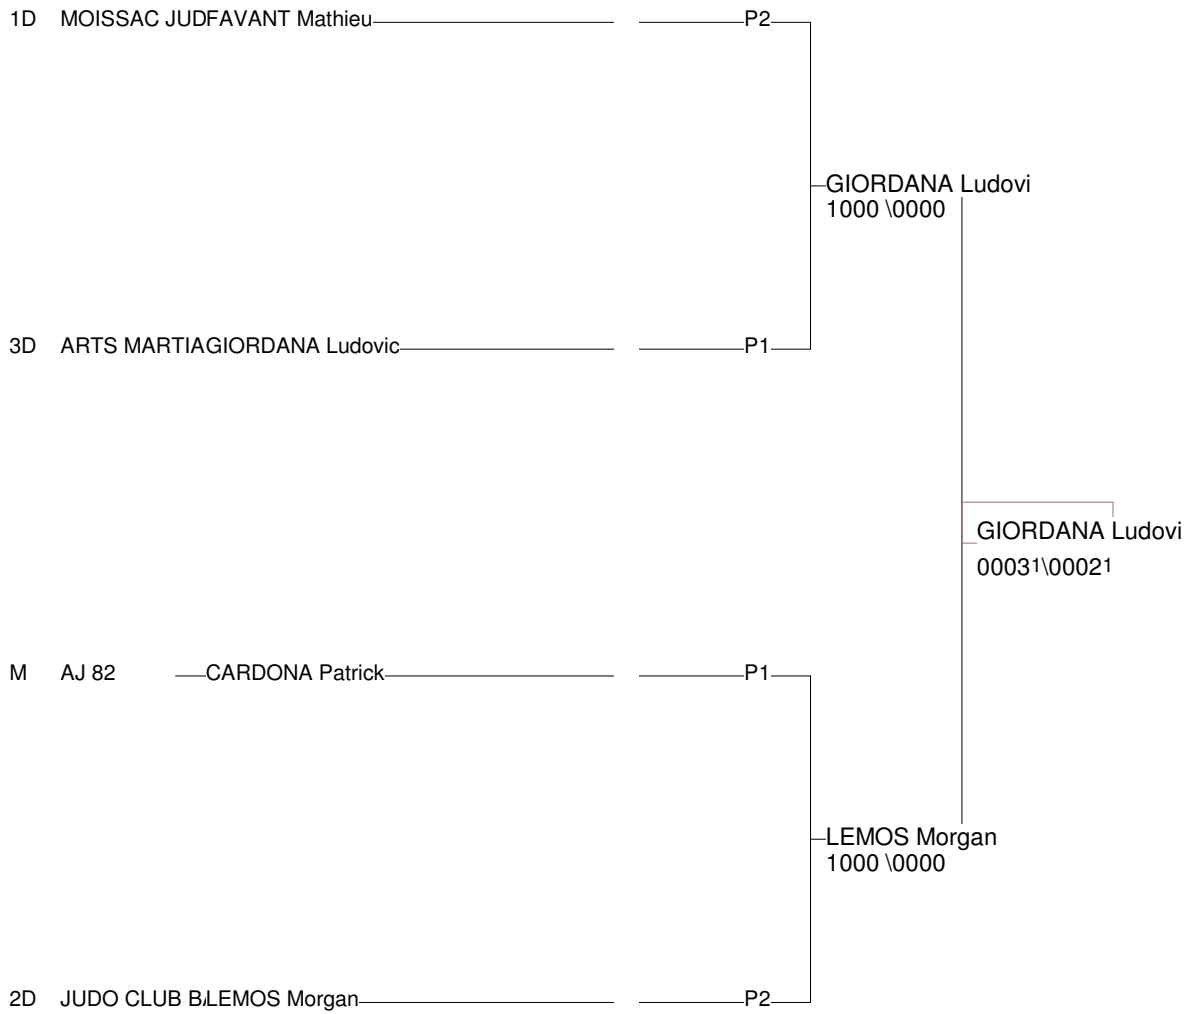 1D MOISSAC JUDFAVANT Mathieu P2
GIORDANA Ludovi
1000 \0000
3D ARTS MARTIAGIORDANA Ludovic P1
GIORDANA Ludovi
00031\00021
M AJ 82 CARDONA Patrick P1
LEMOS Morgan
1000 \0000
2D JUDO CLUB BALEMOS Morgan P2